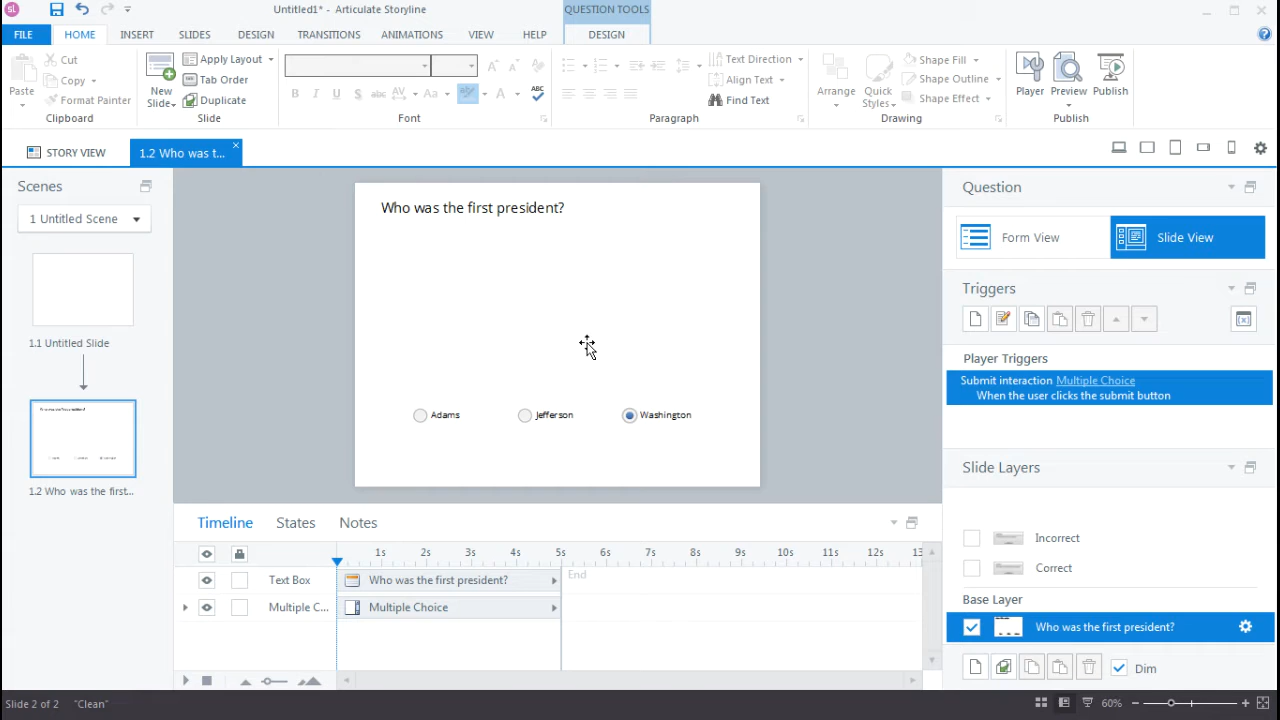 Untitled1* - Articulate Storyline
QUESTION TOOLS
FILE
HOME
INSERT
SLIDES
DESIGN
TRANSITIONS
ANIMATIONS
VIEW
HELP
DESIGN
Paste
Cut
Copy
Format Painter
Clipboard
New Slide
Apply Layout
Tab Order
Duplicate
Slide
Font
Text Direction
Align Text
Find Text
Paragraph
Arrange
Quick Styles
Shape Fill
Shape Outline
Shape Effect
Drawing
Player
Preview
Publish
Publish
STORY VIEW
1.2 Who was t...
Scenes
1 Untitled Scene
1.1 Untitled Slide
1.2 Who was the first...
Who was the first president?
Adams
Jefferson
Washington
Timeline
States
Notes
1s 2s 3s 4s 5s 6s 7s 8s 9s 10s 11s 12s 13
Text Box
Who was the first president?
End
Multiple C...
Multiple Choice
Question
Form View
Slide View
Triggers
Player Triggers
Submit interaction Multiple Choice
When the user clicks the submit button
Slide Layers
Incorrect
Correct
Base Layer
Who was the first president?
Dim
Slide 2 of 2
"Clean"
60%